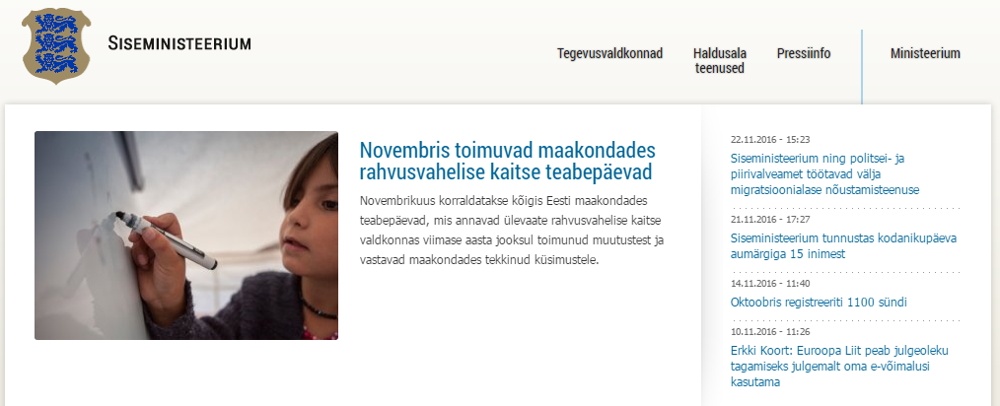 SISEMINISTEERIUM
Tegevusvaldkonnad
Haldusala
teenused
Pressiinfo
Ministeerium
Novembris toimuvad maakondades
rahvusvahelise kaitse teabepäevad
Novembrikuus korraldatakse kõigis Eesti maakondades
teabepäevad, mis annavad ülevaate rahvusvahelise kaitse
valdkonnas viimase aasta jooksul toimunud muutustest ja
vastavad maakondades tekkinud küsimustele.
22.11.2016 - 15:23
Siseministeerium ning politsei- ja
piirivalveamet töötavad välja
migratsioonialase nõustamisteenuse
21.11.2016 - 17:27
Siseministeerium tunnustas kodanikupäeva
aumärgiga 15 inimest
14.11.2016 - 11:40
Oktoobris registreeriti 1100 sündi
10.11.2016 - 11:26
Erkki Koort: Euroopa Liit peab julgeoleku
tagamiseks julgemalt oma e-võimalusi
kasutama